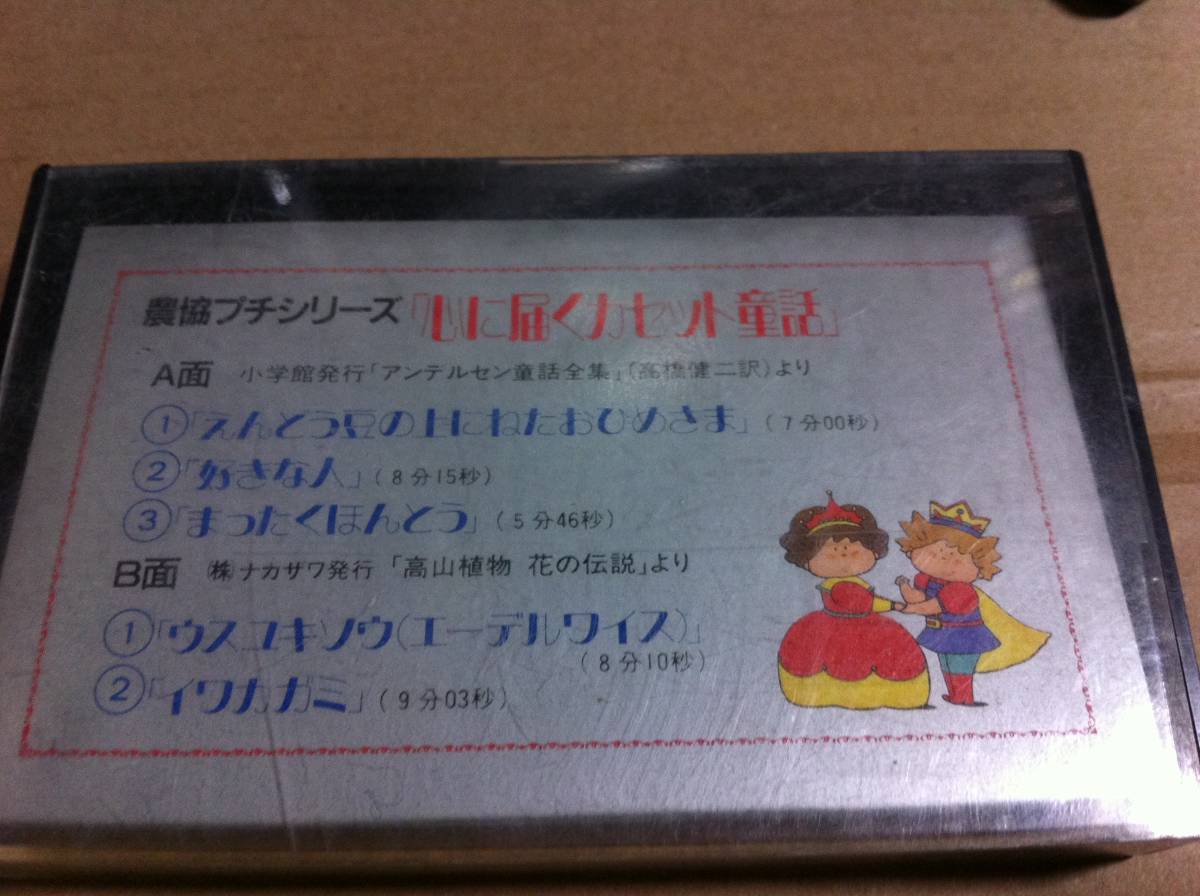 農協プチシリーズ「心に届くカセット童話」
A面 小学館発行「アンデルセン童話全集」(高橋健二訳)より
①「えんどう豆の上にねたおひめさま」(7分00秒)
②「好きな人」(8分15秒)
③「まったくほんとう」(5分46秒)
B面 ㈱ナカザワ発行 「高山植物 花の伝説」より
①「ウスユキソウ(エーデルワイス)」
(8分10秒)
②「イワカガミ」(9分03秒)